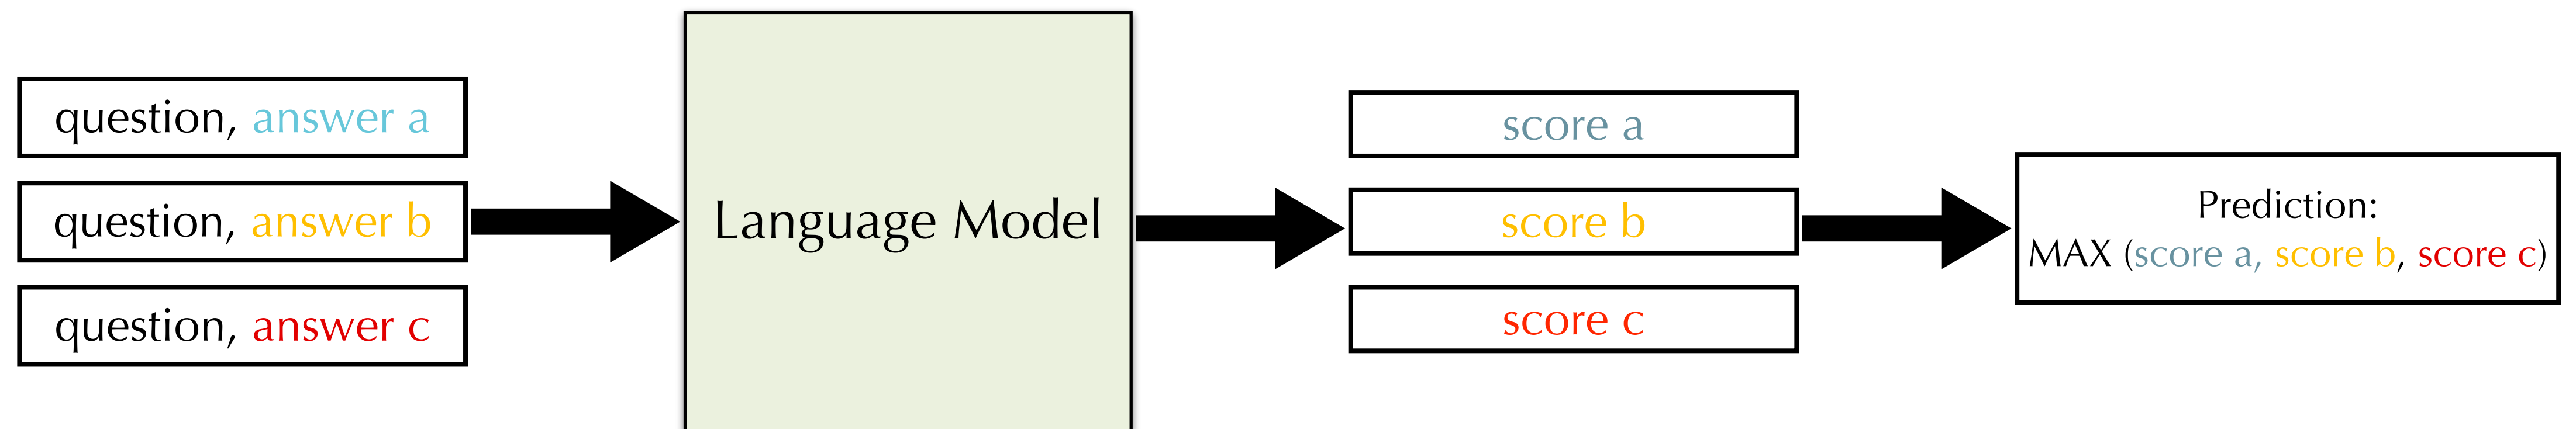 question, answer a
question, answer b
question, answer c
Language Model
score a
score b
score c
Prediction:
MAX (score a, score b, score c)